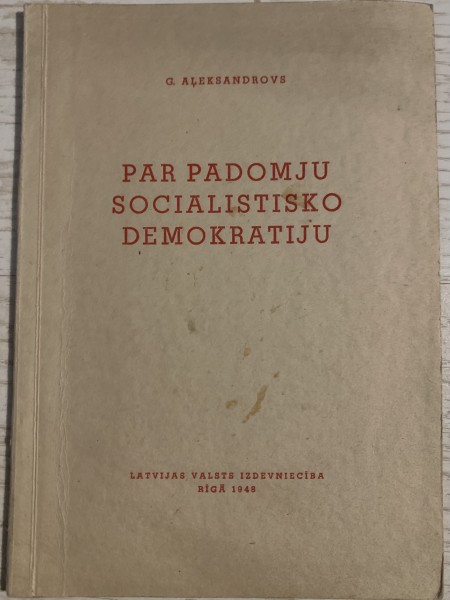 G. AĻEKSANDROVS
PAR PADOMJU
SOCIALISTISKO
DEMOKRATIJU
LATVIJAS VALSTS IZDEVNIECĪBA
RĪGĀ 1948